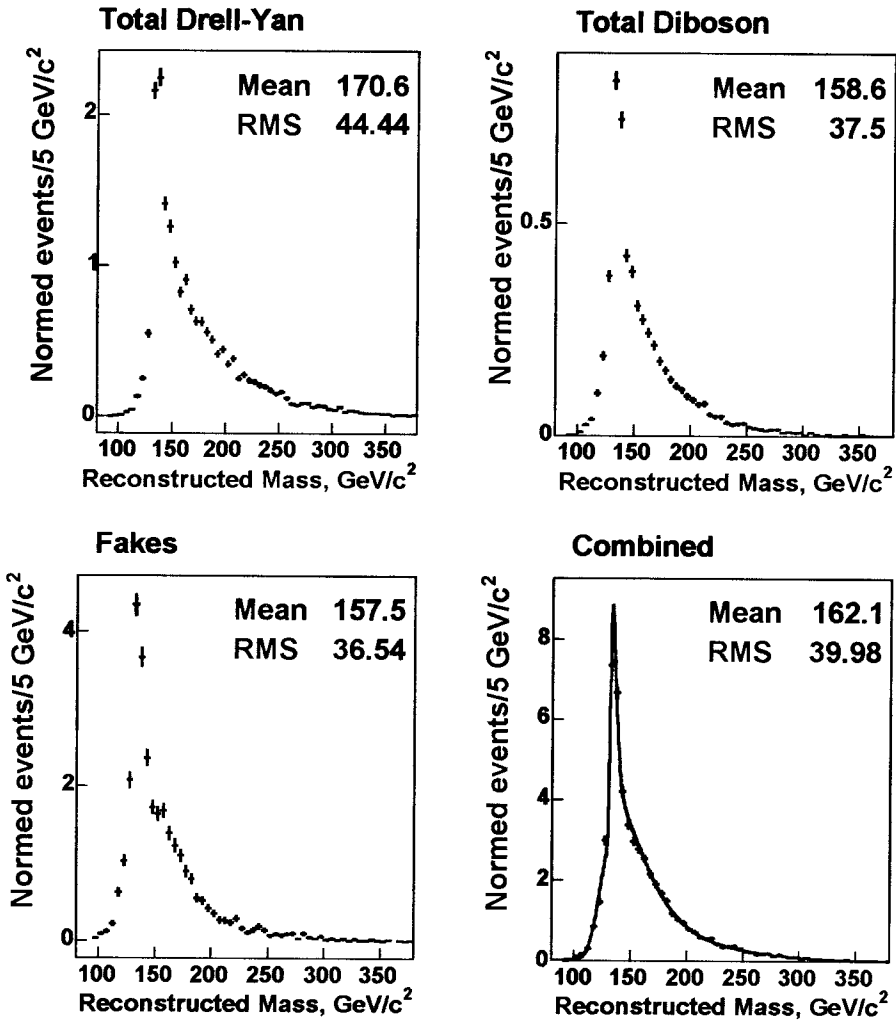 Total Drell-Yan
Normed events/5 GeV/c²
Mean 170.6
RMS 44.44
2
1
0
100 150 200 250 300 350
Reconstructed Mass, GeV/c²
Total Diboson
Normed events/5 GeV/c²
Mean 158.6
RMS 37.5
0.5
0
100 150 200 250 300 350
Reconstructed Mass, GeV/c²
Fakes
Normed events/5 GeV/c²
Mean 157.5
RMS 36.54
4
2
0
100 150 200 250 300 350
Reconstructed Mass, GeV/c²
Combined
Normed events/5 GeV/c²
Mean 162.1
RMS 39.98
8
6
4
2
0
100 150 200 250 300 350
Reconstructed Mass, GeV/c²